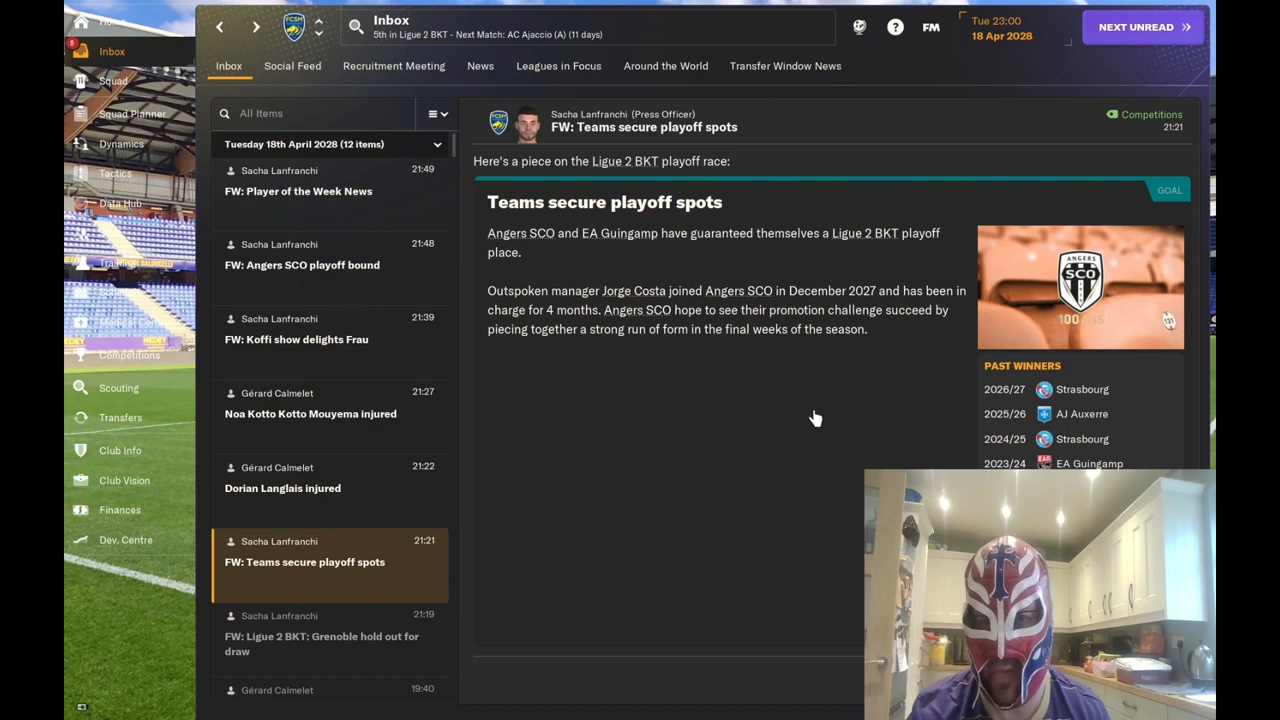 Home
5
Inbox
Squad
Squad Planner
Dynamics
Tactics
Data Hub
Competitions
Scouting
Transfers
Club Info
Club Vision
Finances
Dev. Centre
FCSM
Inbox
5th in Ligue 2 BKT - Next Match: AC Ajaccio (A) (11 days)
?
FM
Tue 23:00
18 Apr 2028
NEXT UNREAD
Inbox
Social Feed
Recruitment Meeting
News
Leagues in Focus
Around the World
Transfer Window News
All Items
Tuesday 18th April 2028 (12 items)
Sacha Lanfranchi
21:49
FW: Player of the Week News
Sacha Lanfranchi
21:48
FW: Angers SCO playoff bound
Sacha Lanfranchi
21:39
FW: Koffi show delights Frau
Gérard Calmelet
21:27
Noa Kotto Kotto Mouyema injured
Gérard Calmelet
21:22
Dorian Langlais injured
Sacha Lanfranchi
21:21
FW: Teams secure playoff spots
Sacha Lanfranchi
21:19
FW: Ligue 2 BKT: Grenoble hold out for
draw
Gérard Calmelet
19:40
Sacha Lanfranchi (Press Officer)
FW: Teams secure playoff spots
Competitions
21:21
Here's a piece on the Ligue 2 BKT playoff race:
GOAL
Teams secure playoff spots
Angers SCO and EA Guingamp have guaranteed themselves a Ligue 2 BKT playoff
place.
Outspoken manager Jorge Costa joined Angers SCO in December 2027 and has been in
charge for 4 months. Angers SCO hope to see their promotion challenge succeed by
piecing together a strong run of form in the final weeks of the season.
ANGERS
SCO
131
PAST WINNERS
2026/27 Strasbourg
2025/26 AJ Auxerre
2024/25 Strasbourg
2023/24 EA Guingamp